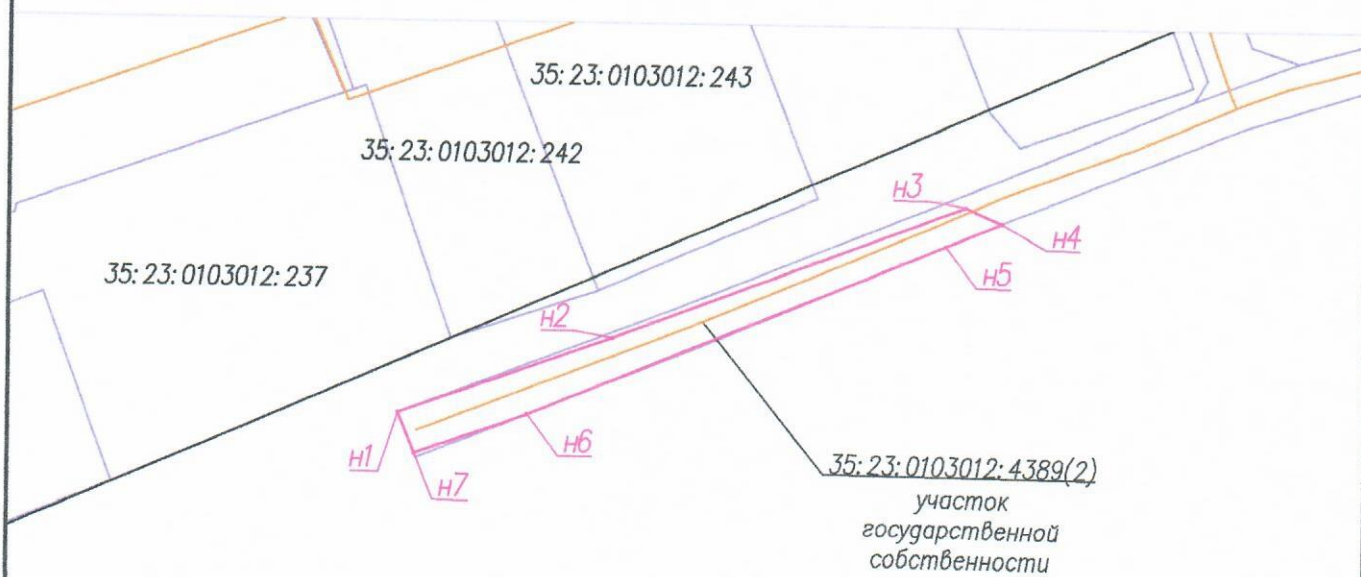 35:23:0103012:243
35:23:0103012:242
н3
н4
35:23:0103012:237
н5
н2
н1
н6
н7
35:23:0103012:4389(2)
участок
государственной
собственности